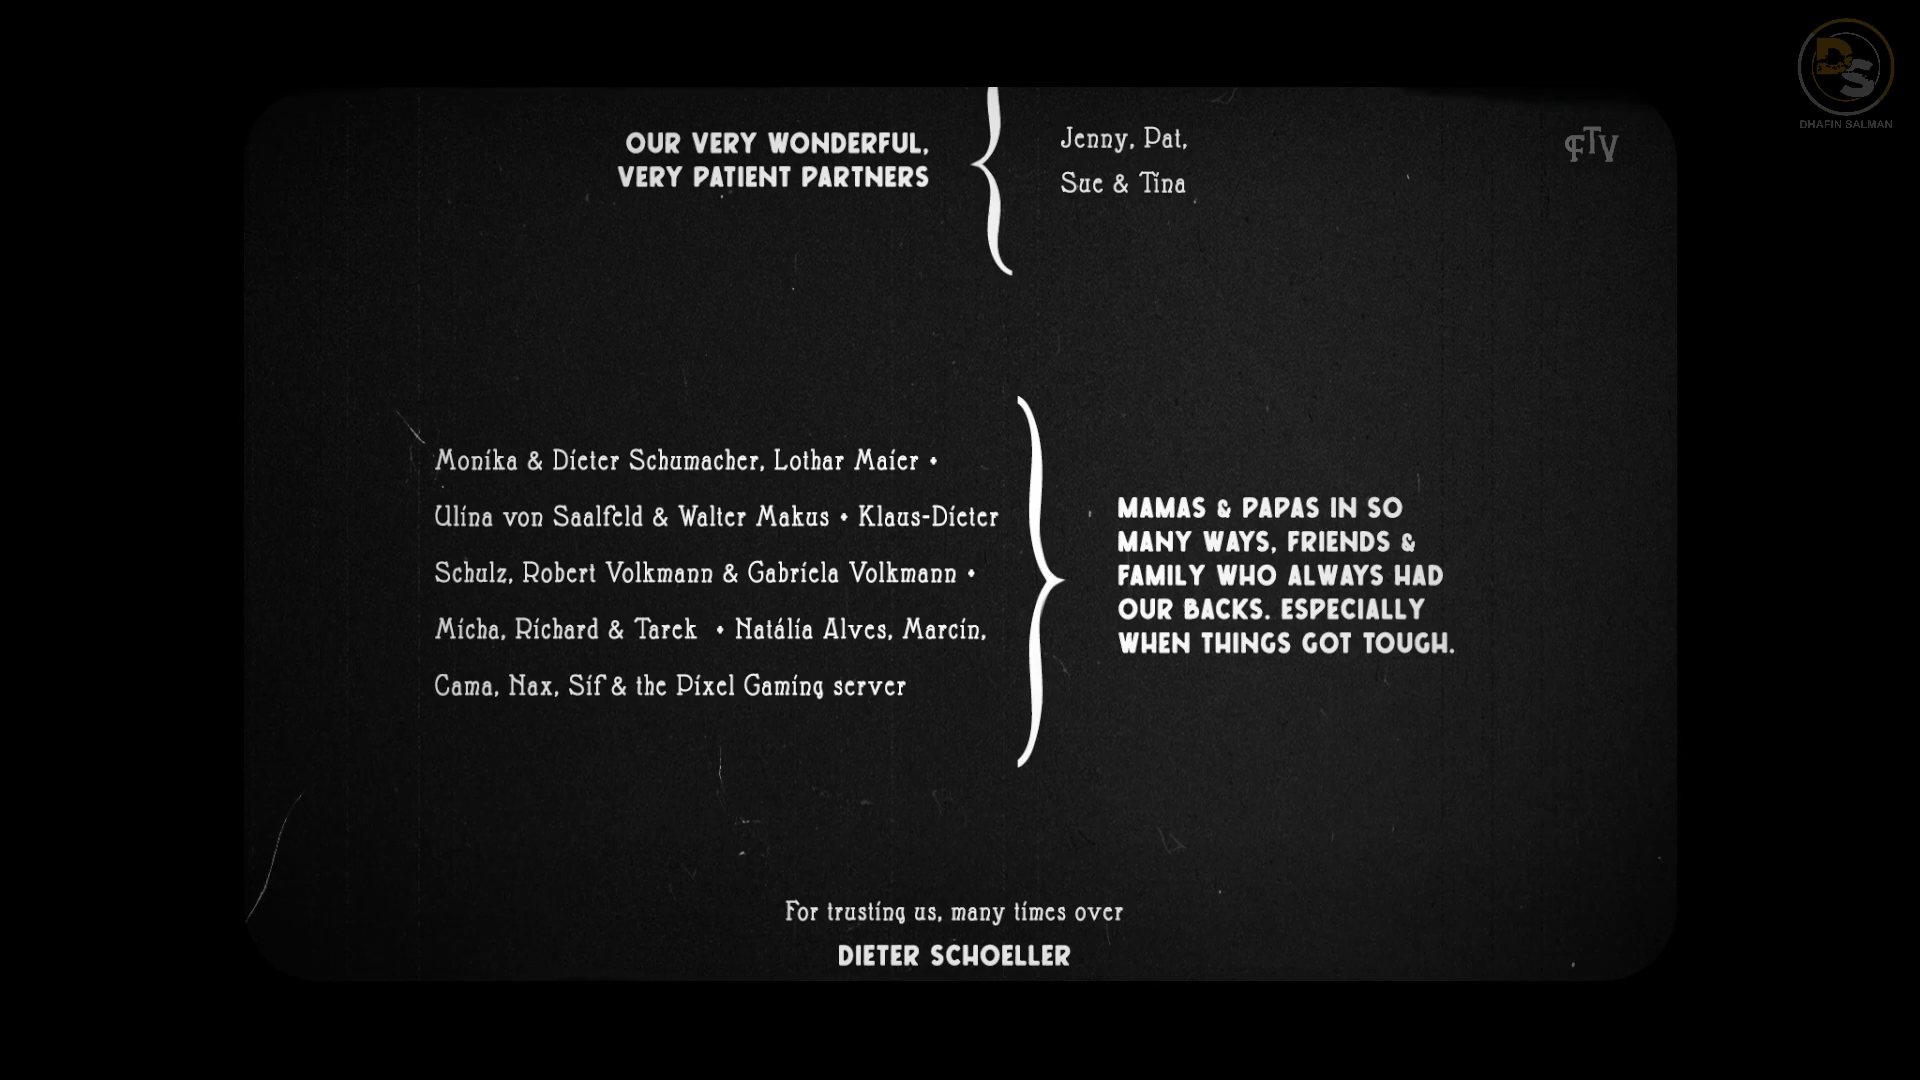 OUR VERY WONDERFUL,
VERY PATIENT PARTNERS
Jenny, Pat,
Sue & Tina
Monika & Dieter Schumacher, Lothar Maier •
Ulina von Saalfeld & Walter Makus • Klaus-Dieter
Schulz, Robert Volkmann & Gabriela Volkmann •
Micha, Richard & Tarek • Natália Alves, Marcin,
Cama, Nax, Sif & the Pixel Gaming server
MAMAS & PAPAS IN SO
MANY WAYS, FRIENDS &
FAMILY WHO ALWAYS HAD
OUR BACKS. ESPECIALLY
WHEN THINGS GOT TOUGH.
For trusting us, many times over
DIETER SCHOELLER
FTV
DS
DHAFIN SALMAN